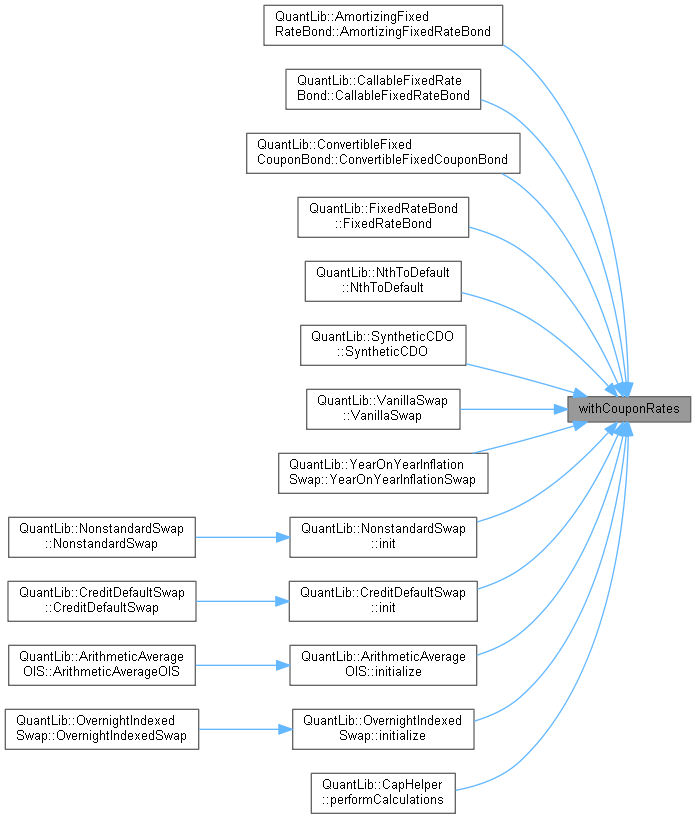 QuantLib::AmortizingFixed
RateBond::AmortizingFixedRateBond
QuantLib::CallableFixedRate
Bond::CallableFixedRateBond
QuantLib::ConvertibleFixed
CouponBond::ConvertibleFixedCouponBond
QuantLib::FixedRateBond
::FixedRateBond
QuantLib::NthToDefault
::NthToDefault
QuantLib::SyntheticCDO
::SyntheticCDO
QuantLib::VanillaSwap
::VanillaSwap
withCouponRates
QuantLib::YearOnYearInflation
Swap::YearOnYearInflationSwap
QuantLib::NonstandardSwap
::NonstandardSwap
QuantLib::NonstandardSwap
::init
QuantLib::CreditDefaultSwap
::CreditDefaultSwap
QuantLib::CreditDefaultSwap
::init
QuantLib::ArithmeticAverage
OIS::ArithmeticAverageOIS
QuantLib::ArithmeticAverage
OIS::initialize
QuantLib::OvernightIndexed
Swap::OvernightIndexedSwap
QuantLib::OvernightIndexed
Swap::initialize
QuantLib::CapHelper
::performCalculations